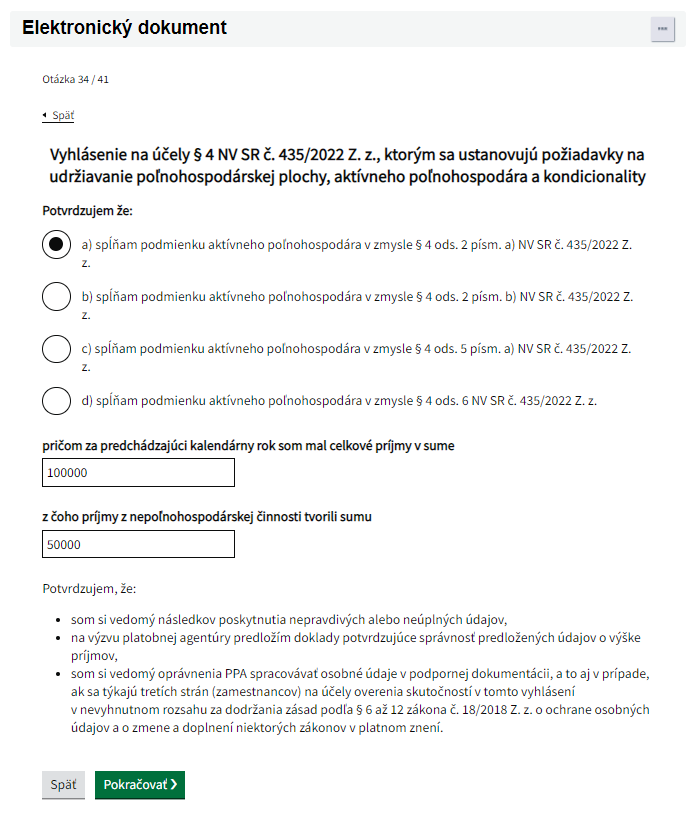 Elektronický dokument
Otázka 34 / 41
Späť
Vyhlásenie na účely § 4 NV SR č. 435/2022 Z. z., ktorým sa ustanovujú požiadavky na
udržiavanie poľnohospodárskej plochy, aktívneho poľnohospodára a kondicionality
Potvrdzujem že:
a) spĺňam podmienku aktívneho poľnohospodára v zmysle § 4 ods. 2 písm. a) NV SR č. 435/2022 Z.
z.
b) spĺňam podmienku aktívneho poľnohospodára v zmysle § 4 ods. 2 písm. b) NV SR č. 435/2022 Z.
z.
c) spĺňam podmienku aktívneho poľnohospodára v zmysle § 4 ods. 5 písm. a) NV SR č. 435/2022 Z.
z.
d) spĺňam podmienku aktívneho poľnohospodára v zmysle § 4 ods. 6 NV SR č. 435/2022 Z. z.
pričom za predchádzajúci kalendárny rok som mal celkové príjmy v sume
100000
z čoho príjmy z nepoľnohospodárskej činnosti tvorili sumu
50000
Potvrdzujem, že:
• som si vedomý následkov poskytnutia nepravdivých alebo neúplných údajov,
• na výzvu platobnej agentúry predložím doklady potvrdzujúce správnosť predložených údajov o výške
príjmov,
• som si vedomý oprávnenia PPA spracovávať osobné údaje v podpornej dokumentácii, a to aj v prípade,
ak sa týkajú tretích strán (zamestnancov) na účely overenia skutočností v tomto vyhlásení
v nevyhnutnom rozsahu za dodržania zásad podľa § 6 až 12 zákona č. 18/2018 Z. z. o ochrane osobných
údajov a o zmene a doplnení niektorých zákonov v platnom znení.
Späť
Pokračovať ❯